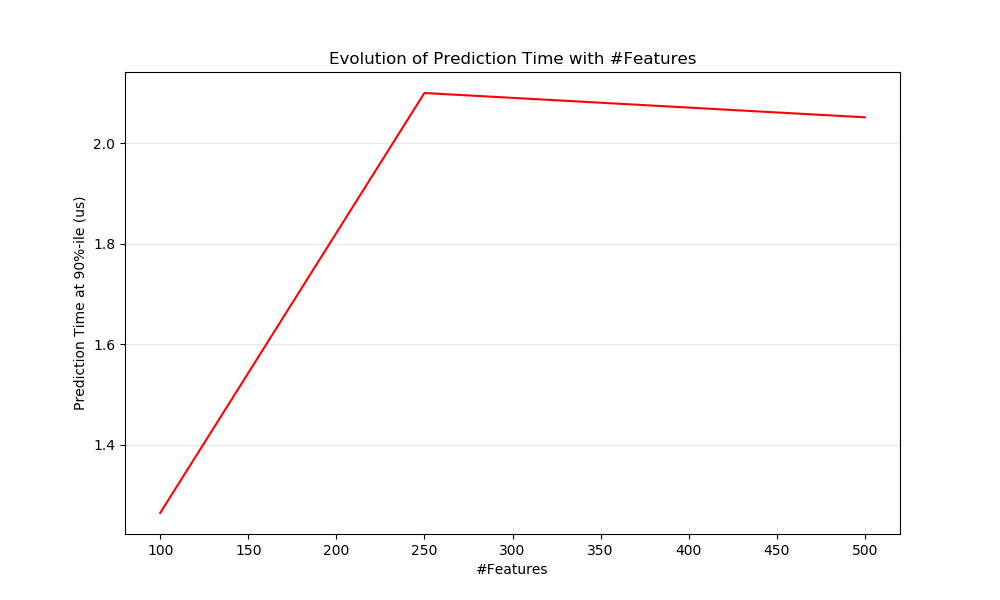 Evolution of Prediction Time with #Features
Prediction Time at 90%-ile (us)
2.0
1.8
1.6
1.4
100 150 200 250 300 350 400 450 500
#Features